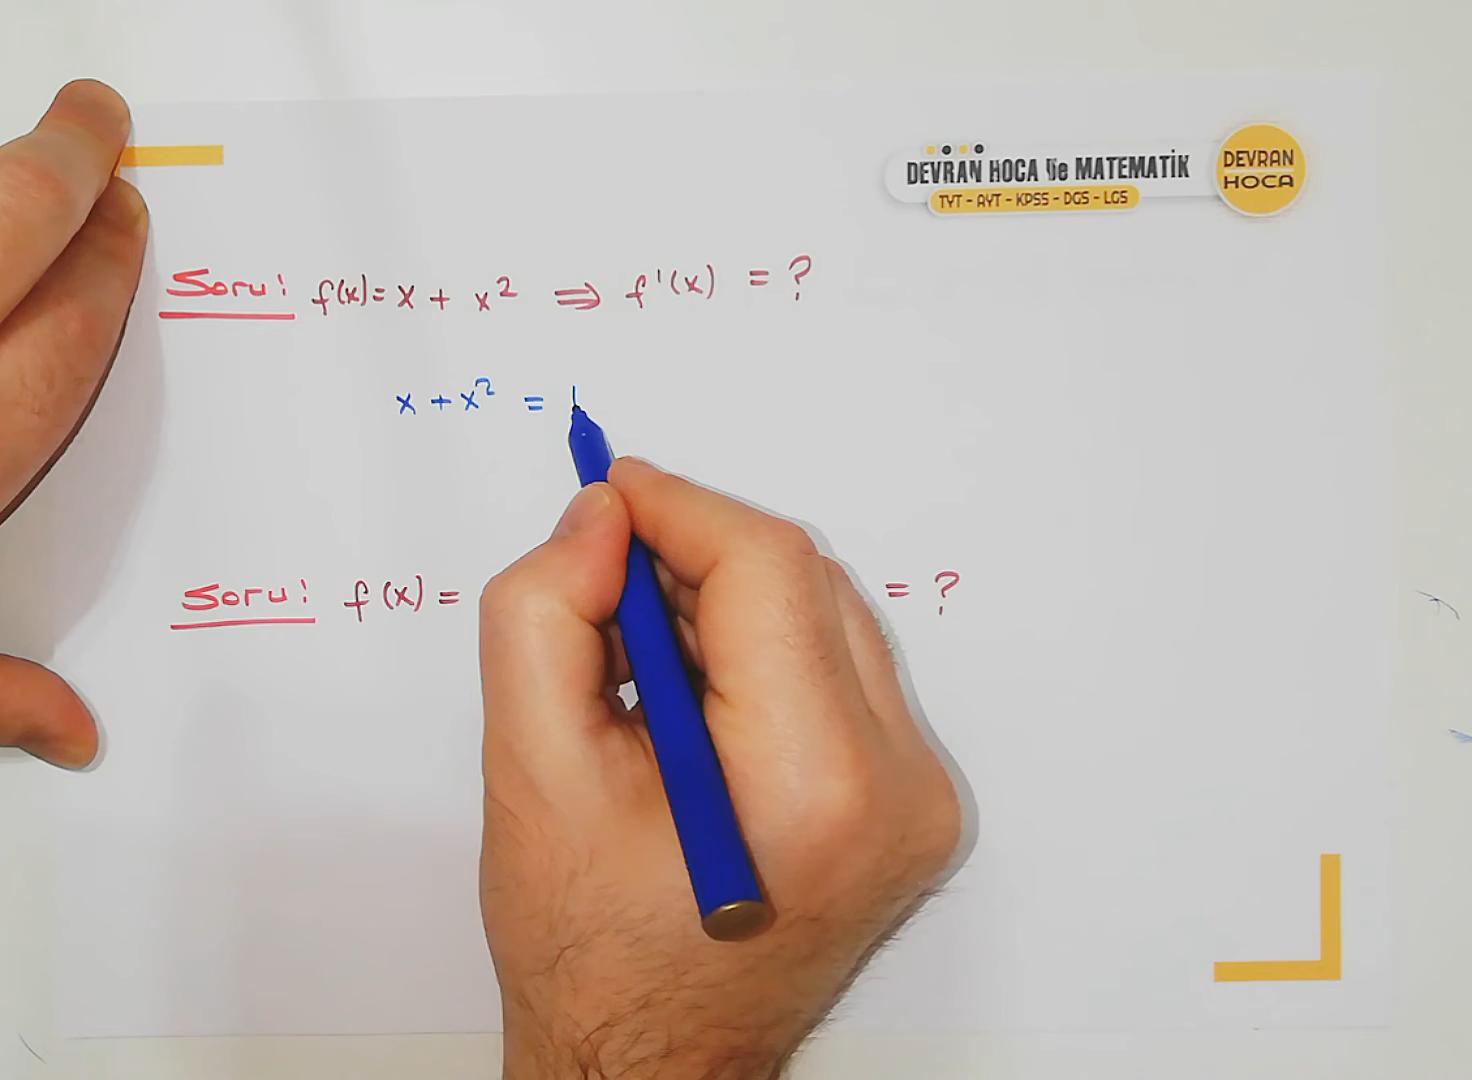 DEVRAN HOCA ile MATEMATİK
TYT - AYT - KPSS - DGS - LGS
DEVRAN
HOCA
Soru: f(x) = x + x² ⇒ f'(x) = ?
x + x² = 1
Soru: f(x) = = ?